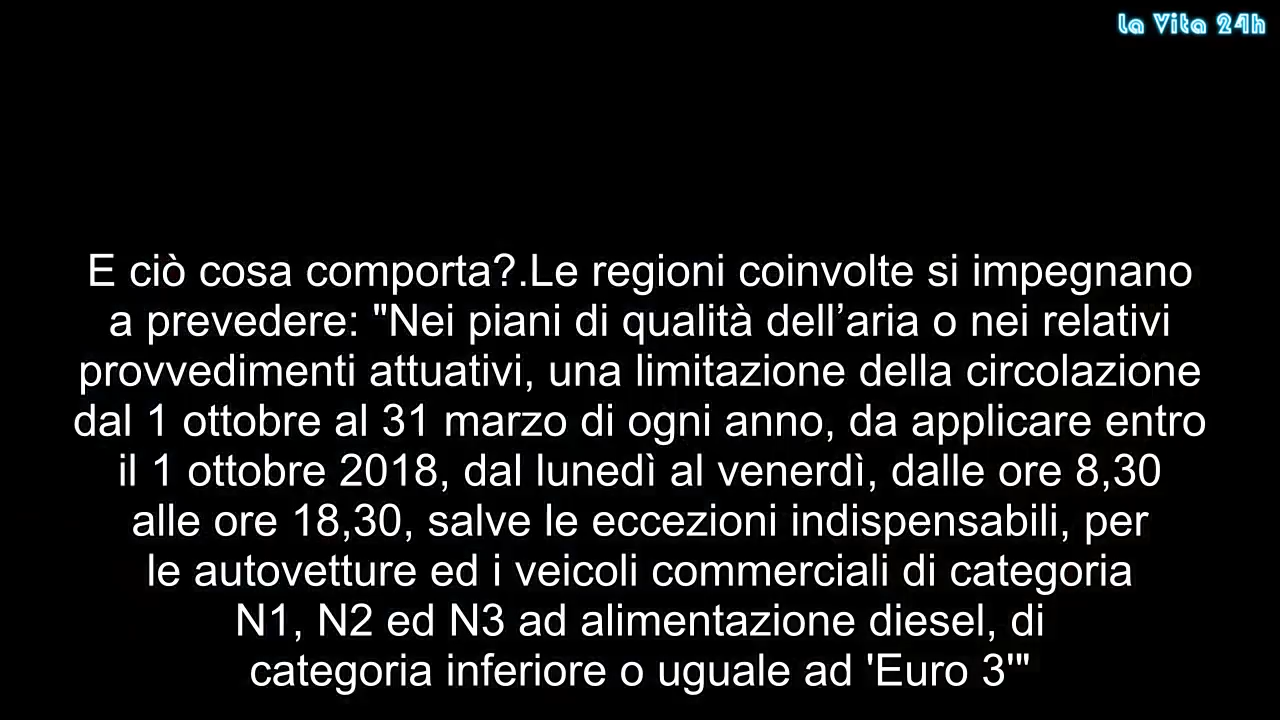 la Vita 24h
E ciò cosa comporta?.Le regioni coinvolte si impegnano
a prevedere: "Nei piani di qualità dell’aria o nei relativi
provvedimenti attuativi, una limitazione della circolazione
dal 1 ottobre al 31 marzo di ogni anno, da applicare entro
il 1 ottobre 2018, dal lunedì al venerdì, dalle ore 8,30
alle ore 18,30, salve le eccezioni indispensabili, per
le autovetture ed i veicoli commerciali di categoria
N1, N2 ed N3 ad alimentazione diesel, di
categoria inferiore o uguale ad 'Euro 3'"